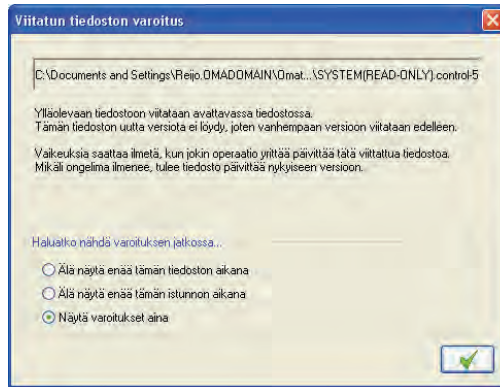 Viitatun tiedoston varoitus
C:\Documents and Settings\Reijo.OMADOMAIN\Omat...\SYSTEM(READ-ONLY).control-5
Ylläolevaan tiedostoon viitataan avattavassa tiedostossa.
Tämän tiedoston uutta versiota ei löydy, joten vanhempaan versioon viitataan edelleen.
Vaikeuksia saattaa ilmetä, kun jokin operaatio yrittää päivittää tätä viittattua tiedostoa.
Mikäli ongelima ilmenee, tulee tiedosto päivittää nykyiseen versioon.
Haluatko nähdä varoituksen jatkossa...
Älä näytä enää tämän tiedoston aikana
Älä näytä enää tämän istunnon aikana
Näytä varoitukset aina